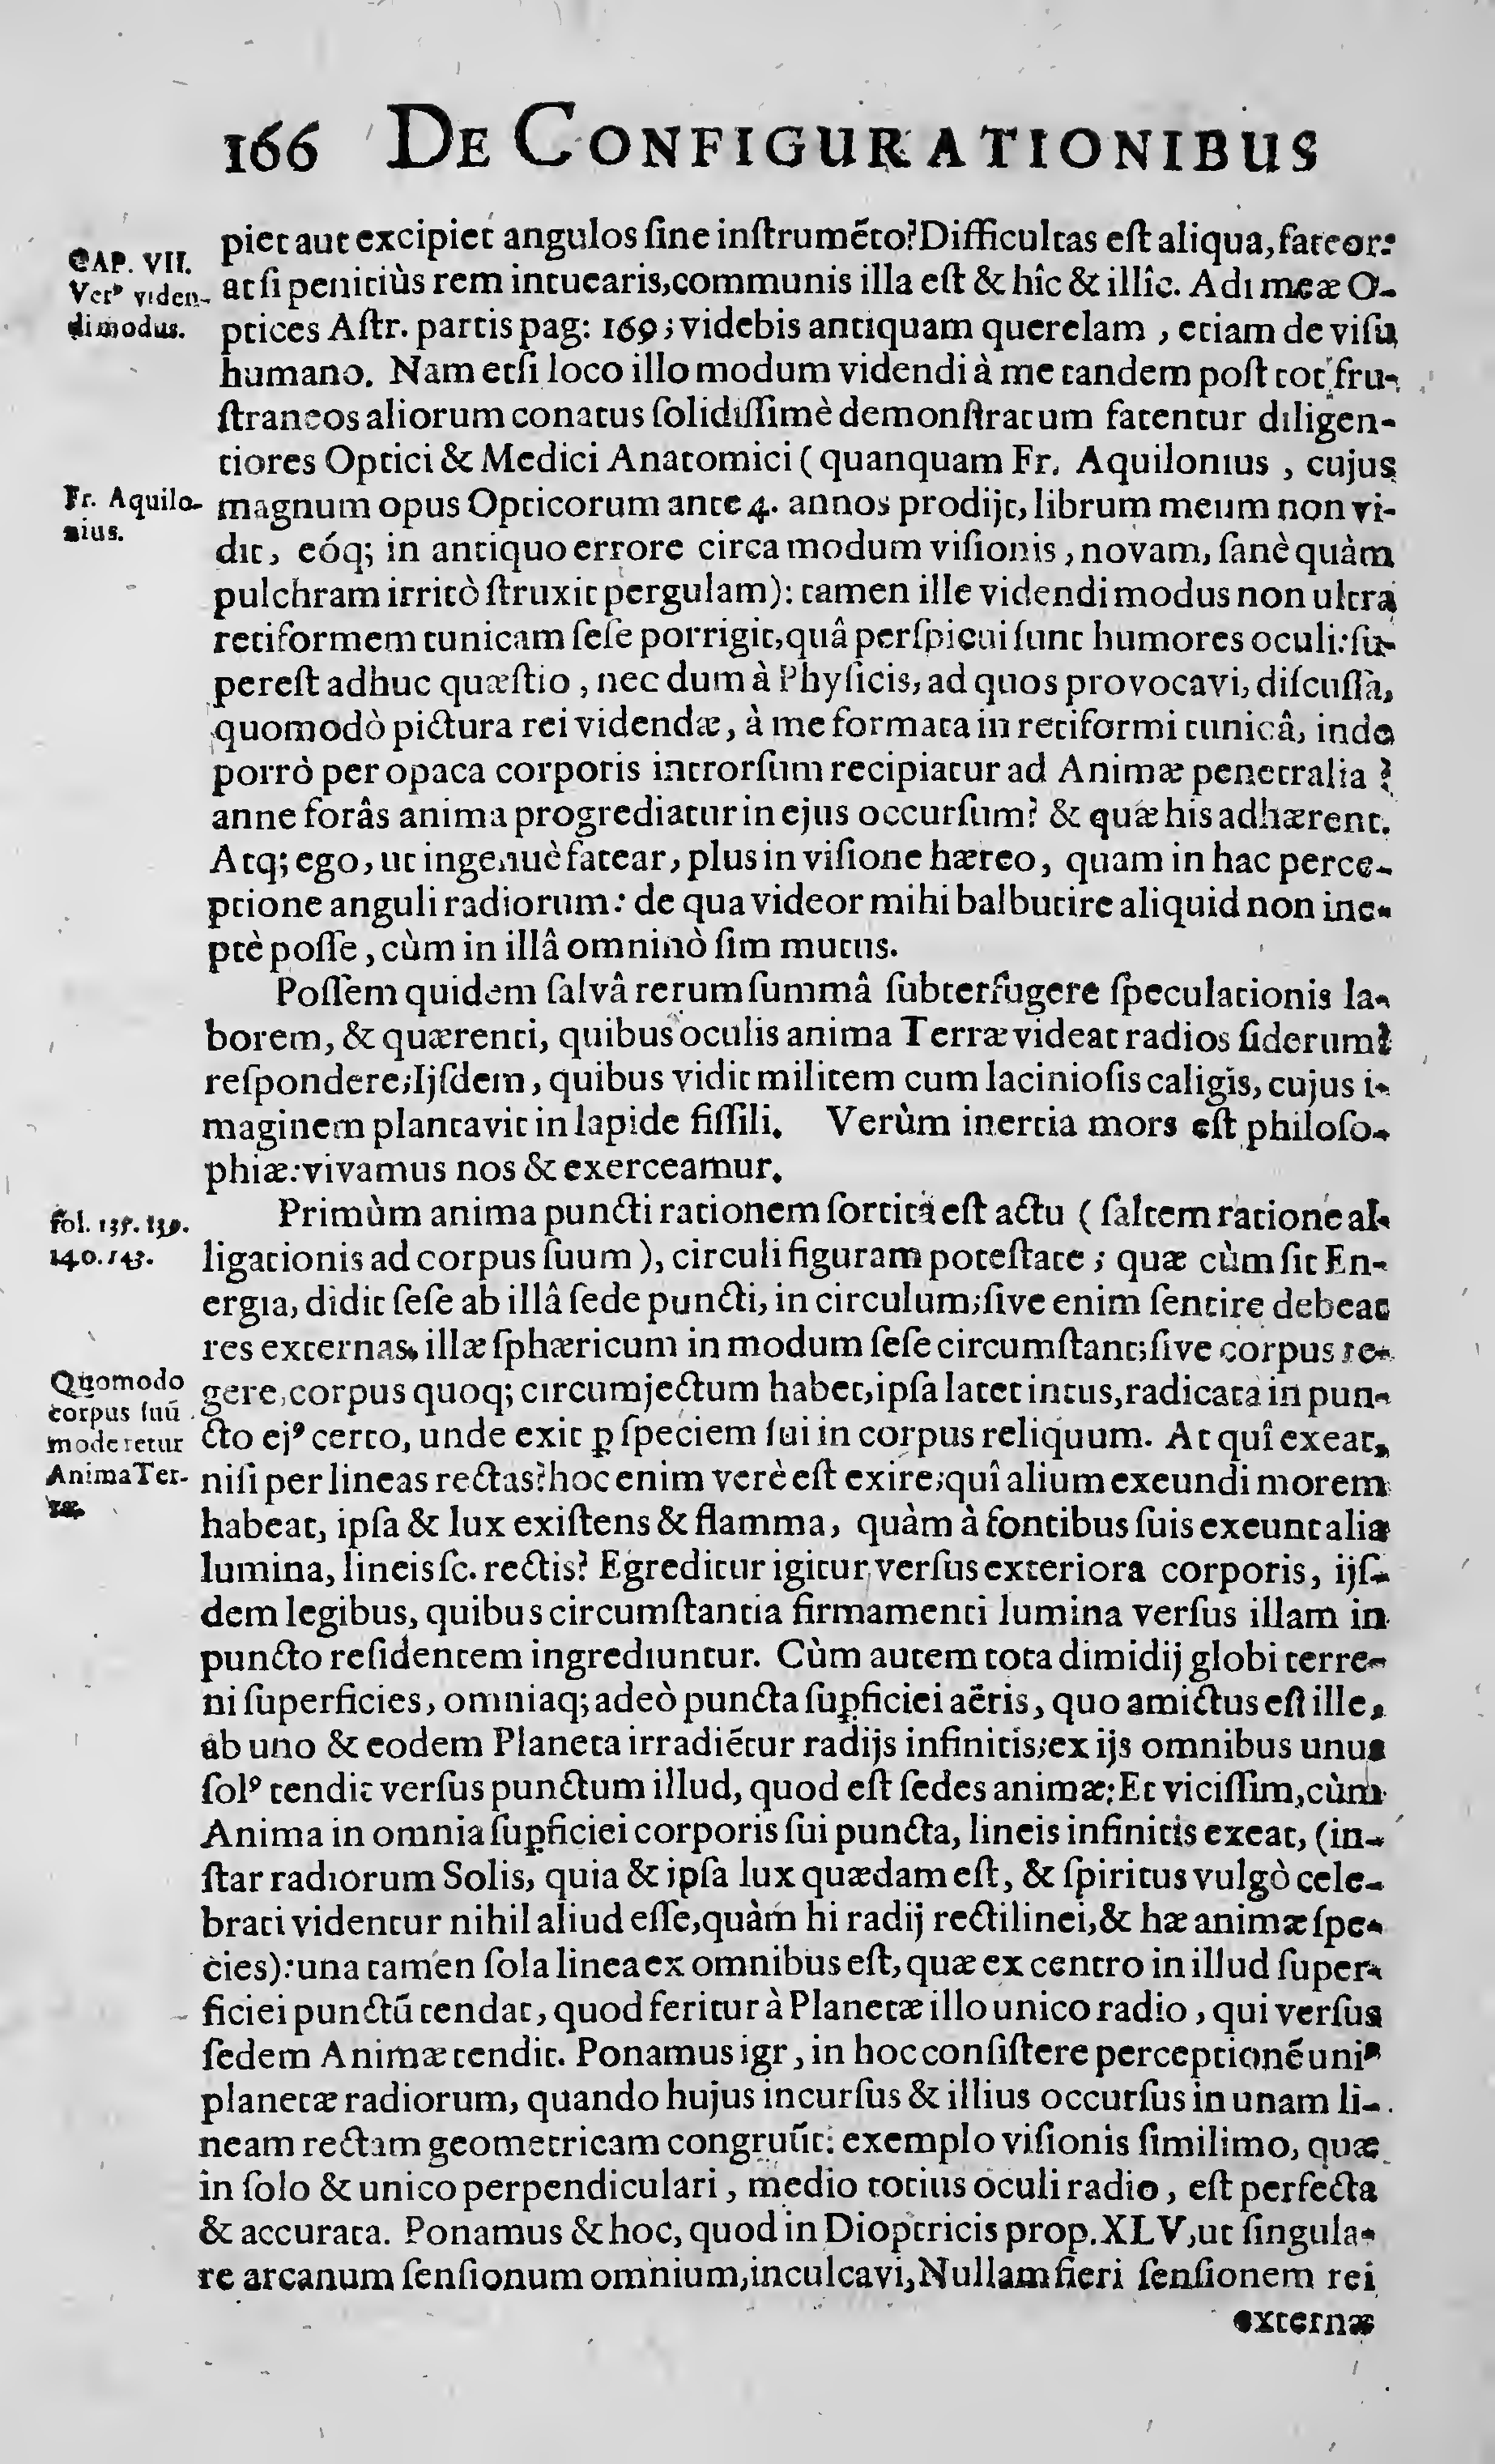 166 DE CONFIGURATIONIBUS
CAP. VII.
Ver⁹ viden-
di modus.
piet aut excipiet angulos ſine inſtrumẽto? Difficultas eſt aliqua, fateor:
at ſi penitiùs rem intuearis, communis illa eſt & hîc & illîc. Adi meæ O-
ptices Aſtr. partis pag: 169; videbis antiquam querelam, etiam de viſu
humano. Nam etſi loco illo modum videndi à me tandem poſt tot fru-
ſtraneos aliorum conatus ſolidiſſimè demonſtratum fatentur diligen-
tiores Optici & Medici Anatomici (quanquam Fr. Aquilonius, cujus
Fr. Aquilo-
nius.
magnum opus Opticorum ante 4. annos prodijt, librum meum non vi-
dit, eóq; in antiquo errore circa modum viſionis, novam, ſanè quàm
pulchram irritò ſtruxit pergulam): tamen ille videndi modus non ultra
retiformem tunicam ſeſe porrigit, quâ perſpicui ſunt humores oculi: ſu-
pereſt adhuc quæſtio, nec dum à Phyſicis, ad quos provocavi, diſcuſſà,
quomodò pictura rei videndæ, à me formata in retiformi tunicâ, inde
porrò per opaca corporis introrſum recipiatur ad Animæ penetralia?
anne forâs anima progrediatur in ejus occurſum? & quæ his adhærent.
Atq; ego, ut ingenuè fatear, plus in viſione hæreo, quam in hac perce-
ptione anguli radiorum: de qua videor mihi balbutire aliquid non ine-
ptè poſſe, cùm in illâ omninò ſim mutus.
Poſſem quidem ſalvâ rerum ſummâ ſubterfugere ſpeculationis la-
borem, & quærenti, quibus oculis anima Terræ videat radios ſiderum?
reſpondere; Ijſdem, quibus vidit militem cum lacinioſis caligis, cujus i-
maginem plantavit in lapide fiſſili. Verùm inertia mors eſt philoſo-
phiæ: vivamus nos & exerceamur.
fol. 135. 139.
140. 143.
Primùm anima puncti rationem ſortita eſt actu (ſaltem ratione al-
ligationis ad corpus ſuum), circuli figuram poteſtate; quæ cùm ſit En-
ergia, didit ſeſe ab illâ ſede puncti, in circulum; ſive enim ſentire debeat
res externas, illæ ſphæricum in modum ſeſe circumſtant; ſive corpus re-
Quomodo
corpus ſuũ
moderetur
Anima Ter-
ræ.
gere, corpus quoq; circumjectum habet, ipſa latet intus, radicata in pun-
cto ej⁹ certo, unde exit ꝑ ſpeciem ſui in corpus reliquum. At quî exeat,
niſi per lineas rectas? hoc enim verè eſt exire; quî alium exeundi morem
habeat, ipſa & lux exiſtens & flamma, quàm à fontibus ſuis exeunt alia
lumina, lineis ſc. rectis? Egreditur igitur verſus exteriora corporis, ijſ-
dem legibus, quibus circumſtantia firmamenti lumina verſus illam in
puncto reſidentem ingrediuntur. Cùm autem tota dimidij globi terre-
ni ſuperficies, omniaq; adeò puncta ſuꝑficiei aëris, quo amictus eſt ille,
ab uno & eodem Planeta irradiẽtur radijs infinitis; ex ijs omnibus unus
ſol⁹ tendit verſus punctum illud, quod eſt ſedes animæ: Et viciſſim, cùm
Anima in omnia ſuꝑficiei corporis ſui puncta, lineis infinitis exeat, (in-
ſtar radiorum Solis, quia & ipſa lux quædam eſt, & ſpiritus vulgò cele-
brati videntur nihil aliud eſſe, quàm hi radij rectilinei, & hæ animæ ſpe-
cies): una tamen ſola linea ex omnibus eſt, quæ ex centro in illud ſuper-
ficiei punctũ tendat, quod feritur à Planetæ illo unico radio, qui verſus
ſedem Animæ tendit. Ponamus igr, in hoc conſiſtere perceptionẽ uni⁹
planetæ radiorum, quando hujus incurſus & illius occurſus in unam li-
neam rectam geometricam congruũt: exemplo viſionis ſimilimo, quæ
in ſolo & unico perpendiculari, medio totius oculi radio, eſt perfecta
& accurata. Ponamus & hoc, quod in Dioptricis prop. XLV, ut ſingula-
re arcanum ſenſionum omnium, inculcavi, Nullam fieri ſenſionem rei
externæ